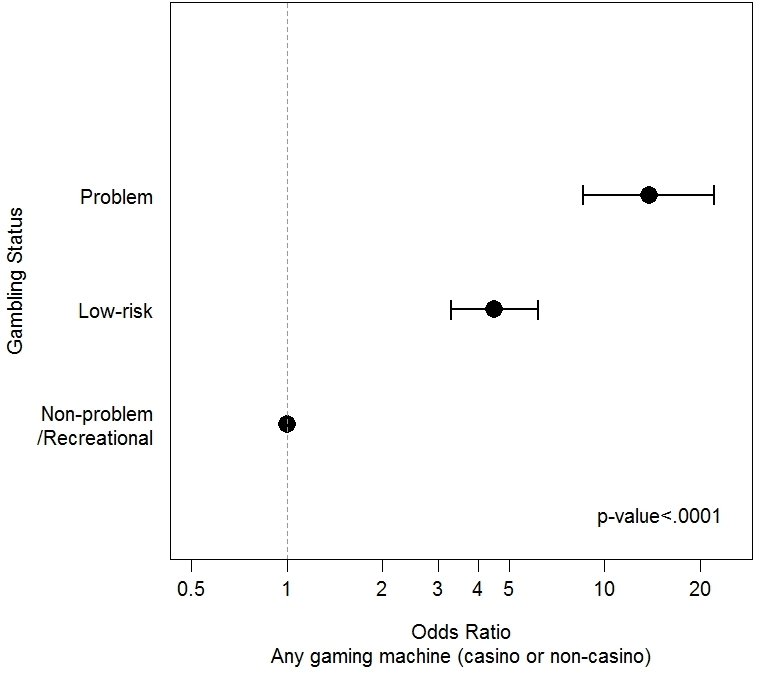 Gambling Status
Problem
Low-risk
Non-problem
/Recreational
p-value<.0001
0.5 1 2 3 4 5 10 20
Odds Ratio
Any gaming machine (casino or non-casino)